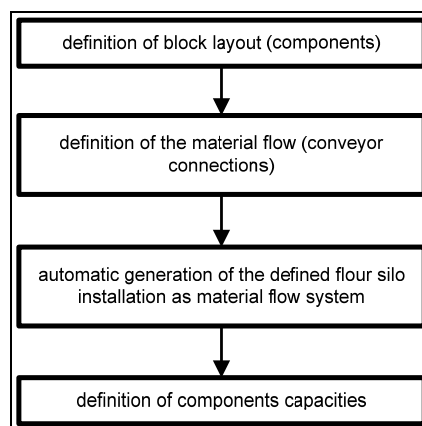 definition of block layout (components)
definition of the material flow (conveyor
connections)
automatic generation of the defined flour silo
installation as material flow system
definition of components capacities